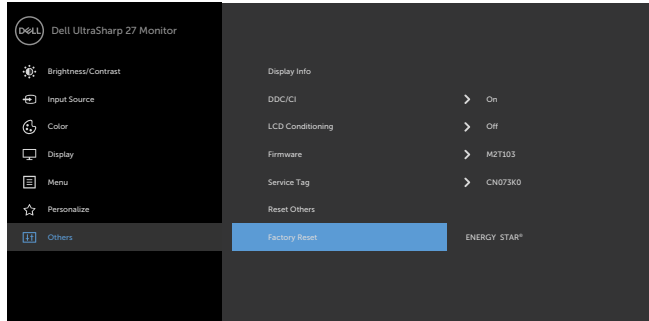 DELL Dell UltraSharp 27 Monitor
Brightness/Contrast Display Info
Input Source DDC/CI On
Color LCD Conditioning Off
Display Firmware M2T103
Menu Service Tag CN073K0
Personalize Reset Others
Others Factory Reset ENERGY STAR®